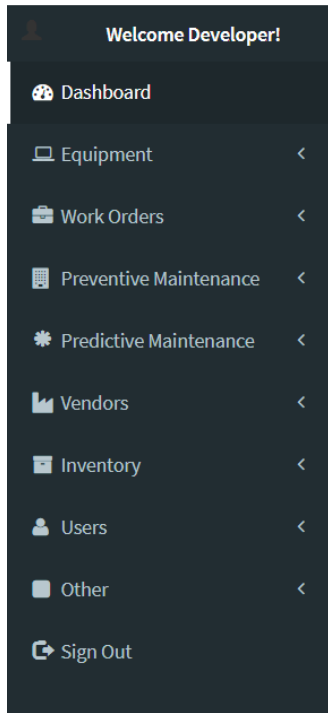 Welcome Developer!
Dashboard
Equipment
Work Orders
Preventive Maintenance
Predictive Maintenance
Vendors
Inventory
Users
Other
Sign Out